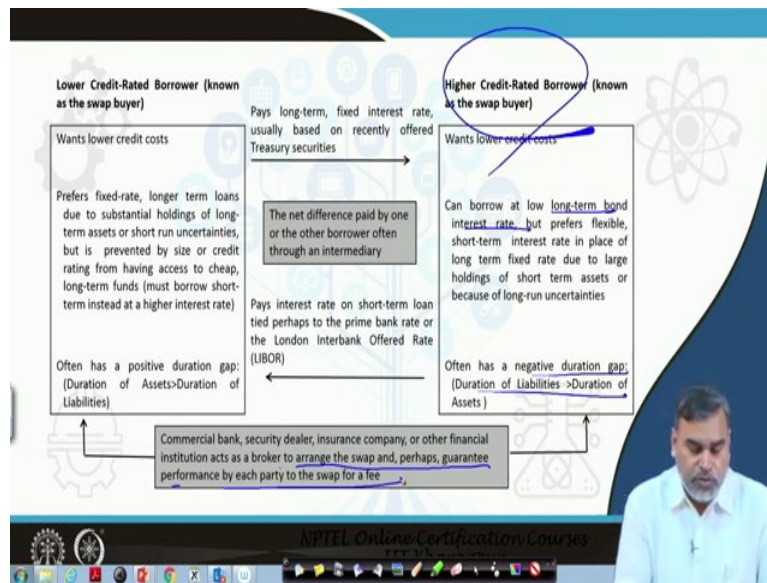 Lower Credit-Rated Borrower (known
as the swap buyer)
Wants lower credit costs
Prefers fixed-rate, longer term loans
due to substantial holdings of long-
term assets or short run uncertainties,
but is prevented by size or credit
rating from having access to cheap,
long-term funds (must borrow short-
term instead at a higher interest rate)
Often has a positive duration gap:
(Duration of Assets>Duration of
Liabilities)
Pays long-term, fixed interest rate,
usually based on recently offered
Treasury securities
The net difference paid by one
or the other borrower often
through an intermediary
Pays interest rate on short-term loan
tied perhaps to the prime bank rate or
the London Interbank Offered Rate
(LIBOR)
Higher Credit-Rated Borrower (known
as the swap buyer)
Wants lower credit costs
Can borrow at low long-term bond
interest rate, but prefers flexible,
short-term interest rate in place of
long term fixed rate due to large
holdings of short term assets or
because of long-run uncertainties
Often has a negative duration gap:
(Duration of Liabilities >Duration of
Assets )
Commercial bank, security dealer, insurance company, or other financial
institution acts as a broker to arrange the swap and, perhaps, guarantee
performance by each party to the swap for a fee
NPTEL Online Certification Courses